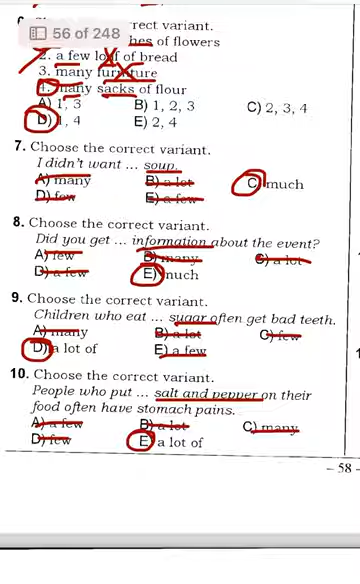 56 of 248
rrect variant.
hes of flowers
2. a few loaf of bread
3. many furniture
4. many sacks of flour
A) 1, 3 B) 1, 2, 3 C) 2, 3, 4
D) 1, 4 E) 2, 4
7. Choose the correct variant.
I didn't want ... soup.
A) many B) a lot C) much
D) few E) a few
8. Choose the correct variant.
Did you get ... information about the event?
A) few B) many C) a lot
D) a few E) much
9. Choose the correct variant.
Children who eat ... sugar often get bad teeth.
A) many B) a lot C) few
D) a lot of E) a few
10. Choose the correct variant.
People who put ... salt and pepper on their
food often have stomach pains.
A) a few B) a lot C) many
D) few E) a lot of
– 58 –